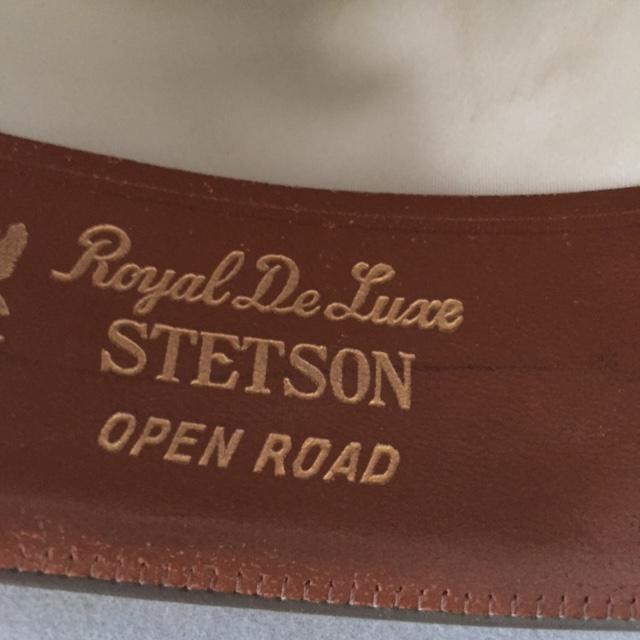 Royal De Luxe
STETSON
OPEN ROAD